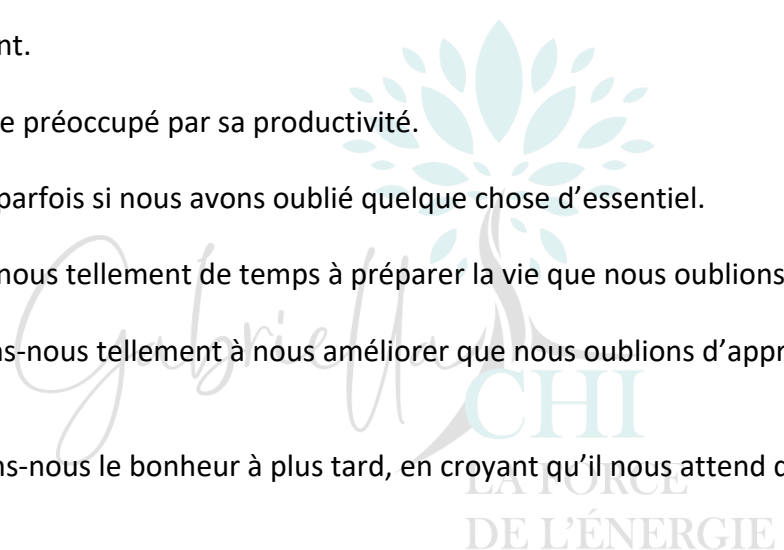 nt.
e préoccupé par sa productivité.
parfois si nous avons oublié quelque chose d’essentiel.
nous tellement de temps à préparer la vie que nous oublions
ns-nous tellement à nous améliorer que nous oublions d’appr
ns-nous le bonheur à plus tard, en croyant qu’il nous attend d
Gabriella
CHI
LA FORCE
DE L’ÉNERGIE